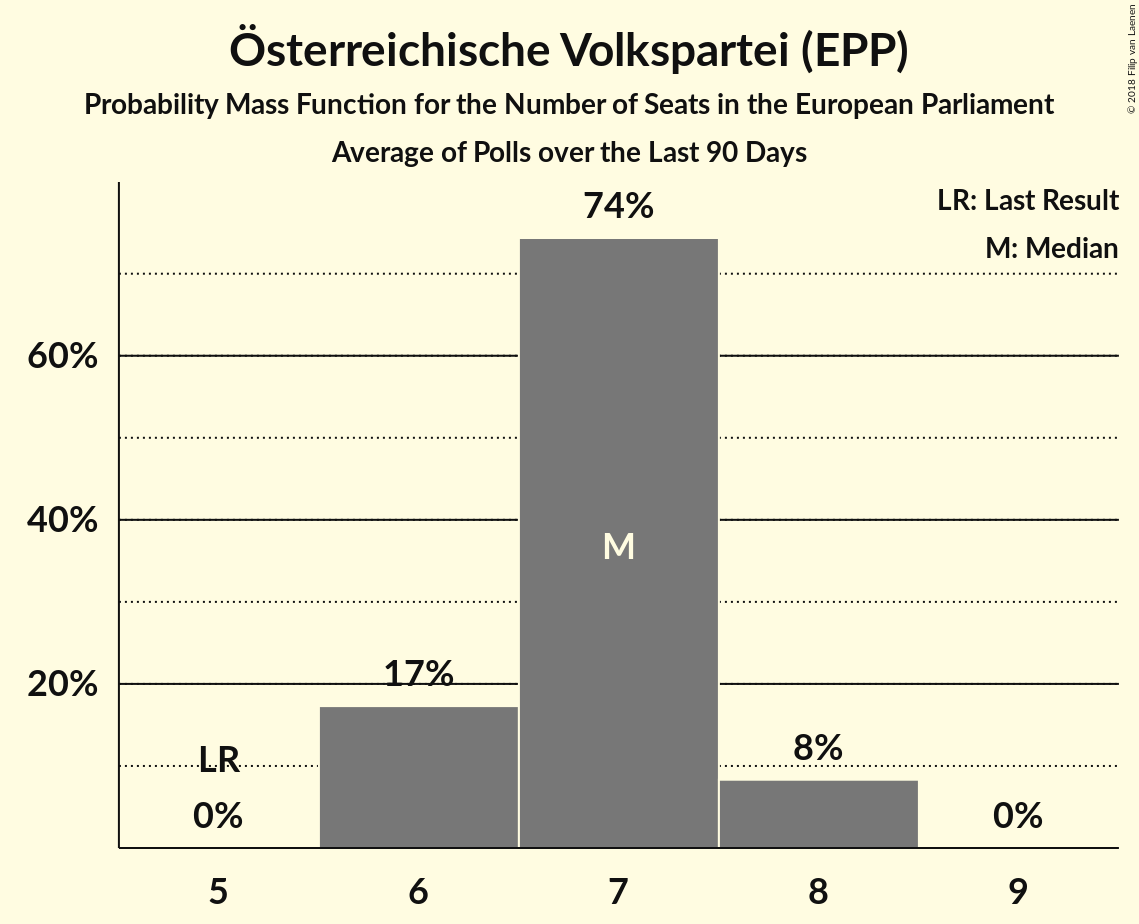 Österreichische Volkspartei (EPP)
Probability Mass Function for the Number of Seats in the European Parliament
Average of Polls over the Last 90 Days
© 2018 Filip van Laenen
LR: Last Result
M: Median
74%
60%
40%
M
20%
17%
LR
8%
0%
0%
5 6 7 8 9